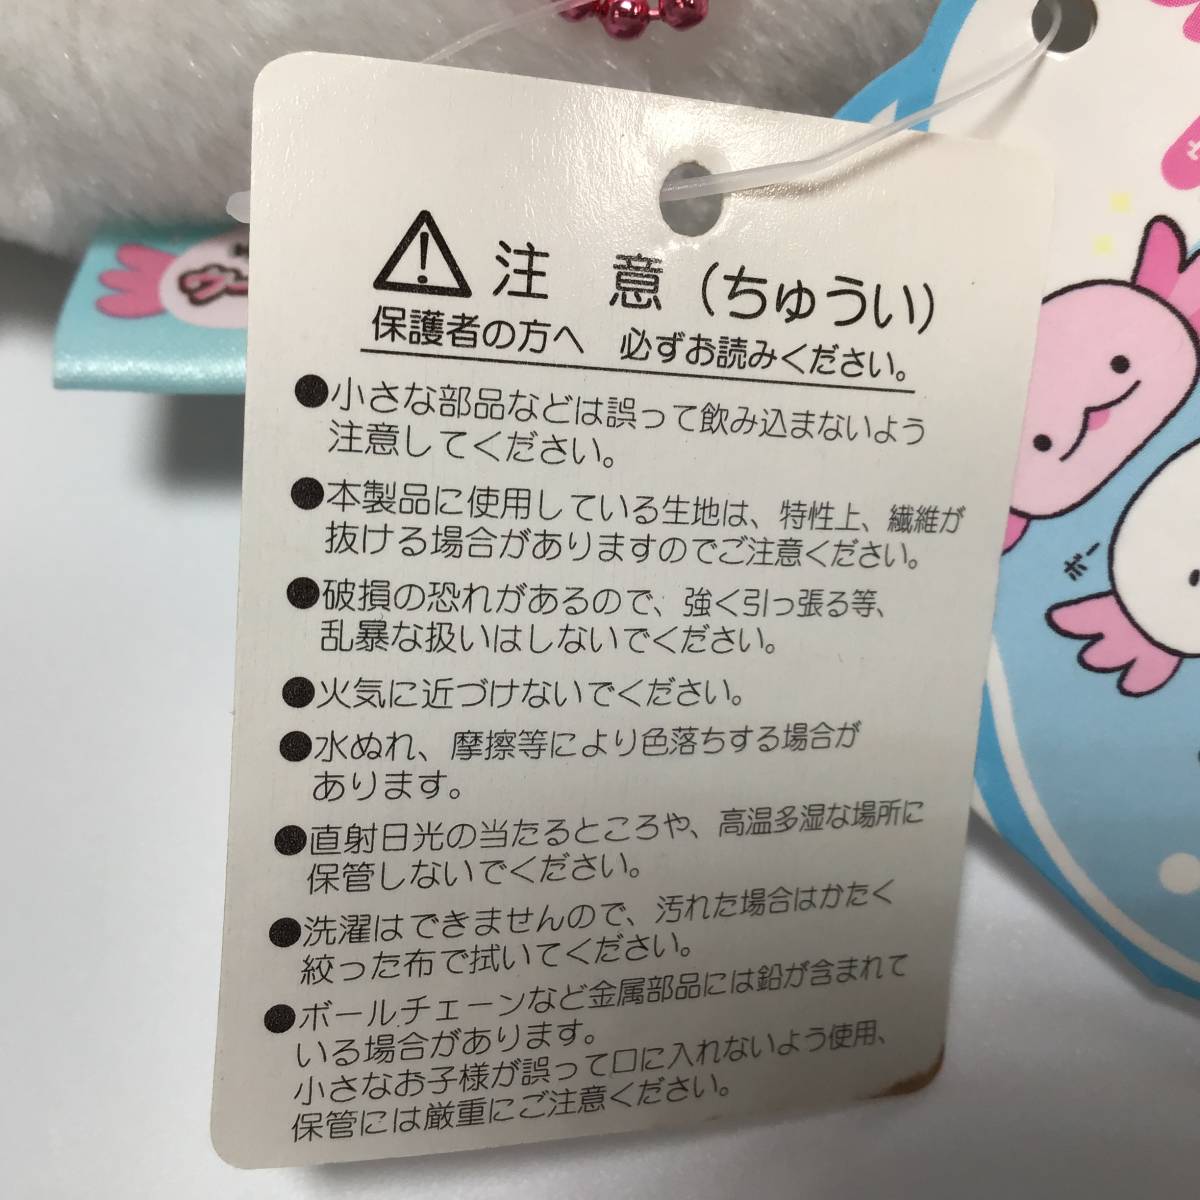 注　意（ちゅうい）
保護者の方へ　必ずお読みください。
●小さな部品などは誤って飲み込まないよう
注意してください。
●本製品に使用している生地は、特性上、繊維が
抜ける場合がありますのでご注意ください。
●破損の恐れがあるので、強く引っ張る等、
乱暴な扱いはしないでください。
●火気に近づけないでください。
●水ぬれ、摩擦等により色落ちする場合が
あります。
●直射日光の当たるところや、高温多湿な場所に
保管しないでください。
●洗濯はできませんので、汚れた場合はかたく
絞った布で拭いてください。
●ボールチェーンなど金属部品には鉛が含まれて
いる場合があります。
小さなお子様が誤って口に入れないよう使用、
保管には厳重にご注意ください。
ボー